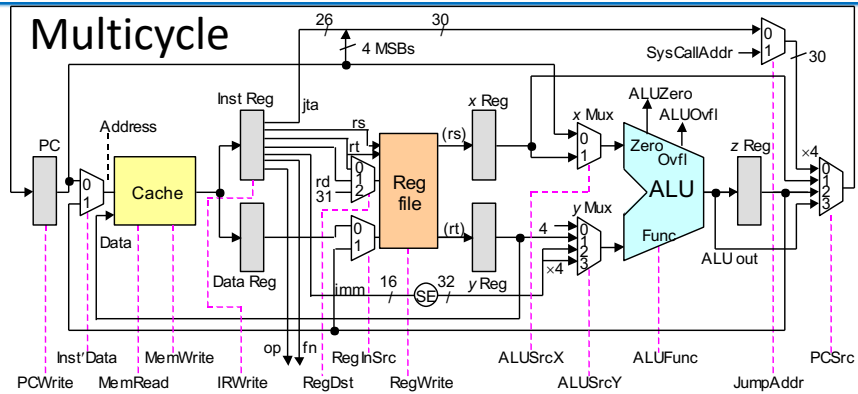 Multicycle
26
30
4 MSBs
SysCallAddr
0
1
30
Inst Reg
jta
x Reg
ALUZero
ALUOvfl
x Mux
PC
Address
rs
rt
(rs)
0
1
Zero
Ovfl
z Reg
×4
0
1
Cache
rd
31
0
1
2
Reg
file
ALU
0
1
2
3
Data
y Mux
(rt)
4
0
1
2
3
0
1
Func
ALU out
×4
Data Reg
imm
16
SE
32
y Reg
op
fn
Inst′Data
MemWrite
RegInSrc
ALUSrcX
ALUFunc
PCSrc
PCWrite
MemRead
IRWrite
RegDst
RegWrite
ALUSrcY
JumpAddr